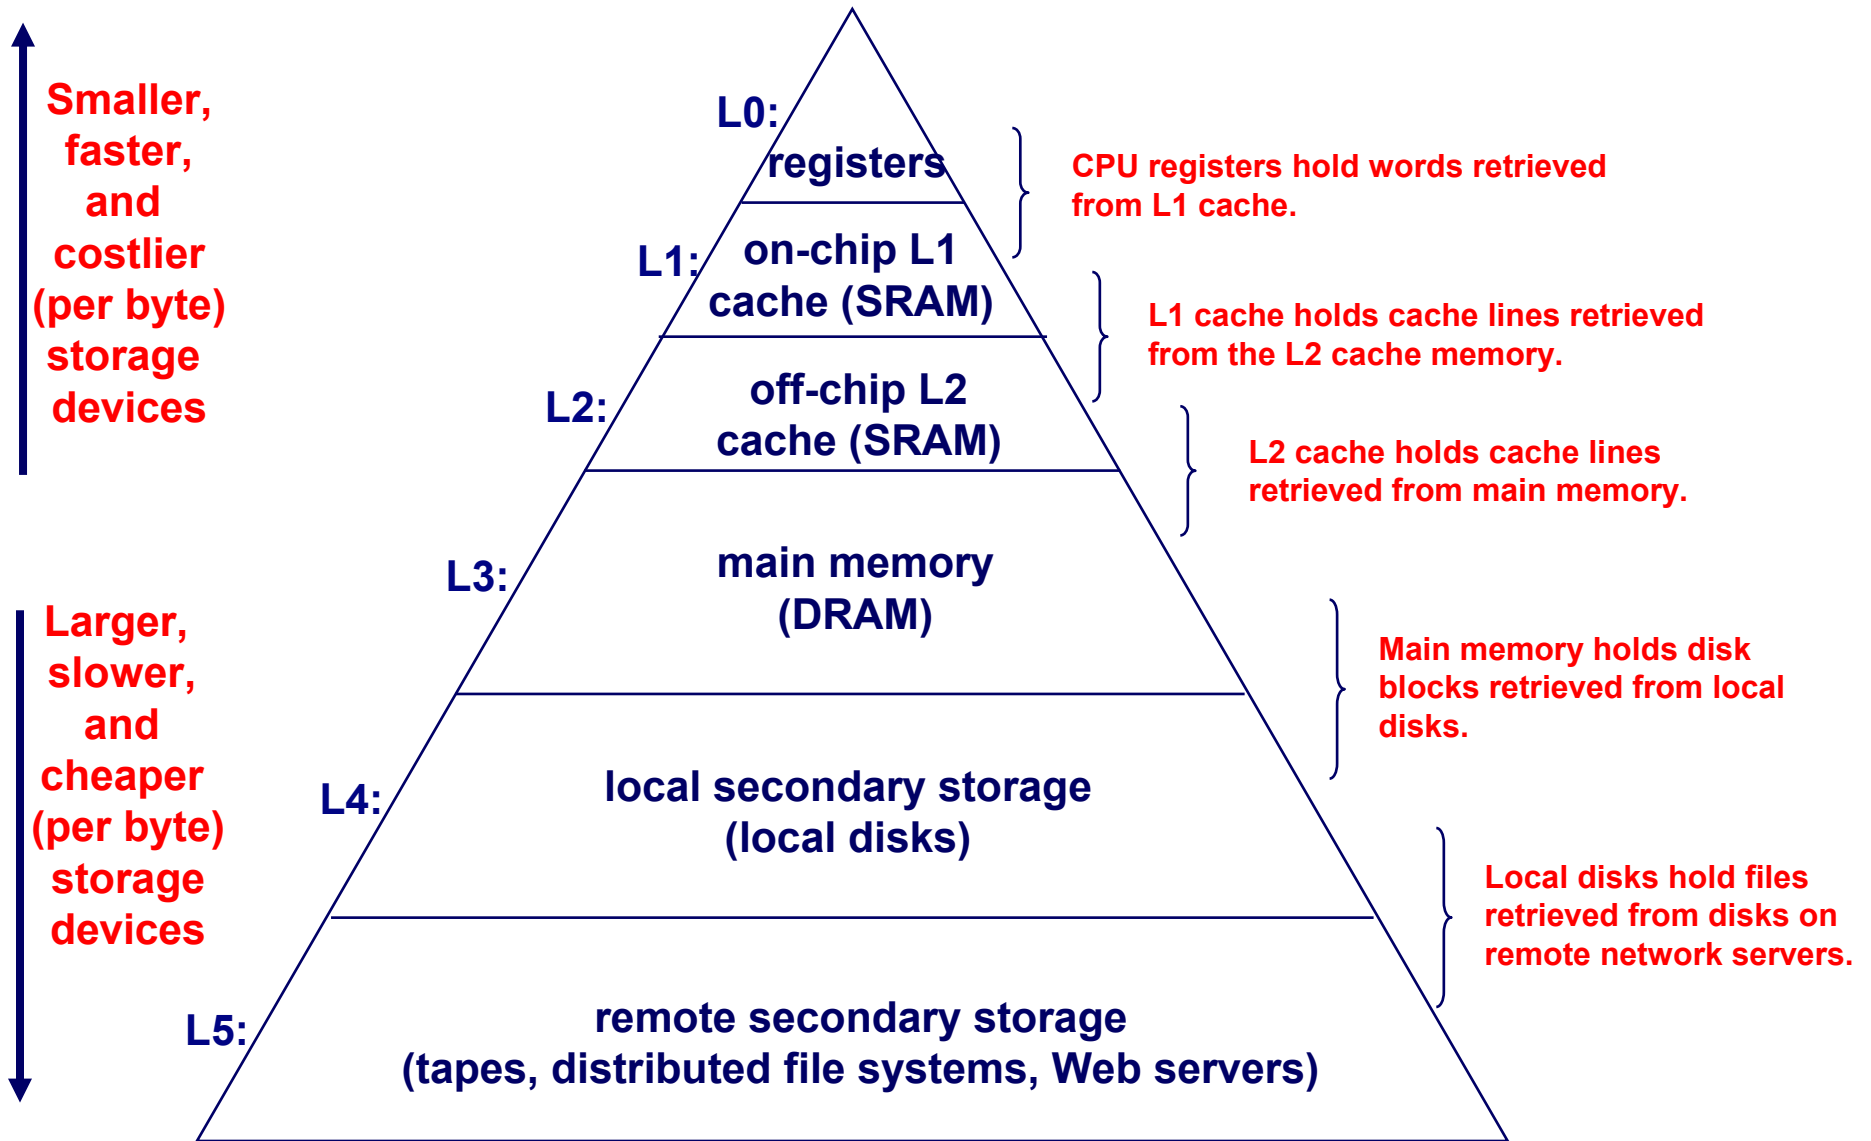 Smaller,
faster,
and
costlier
(per byte)
storage
devices
Larger,
slower,
and
cheaper
(per byte)
storage
devices
L0:
registers
CPU registers hold words retrieved
from L1 cache.
L1:
on-chip L1
cache (SRAM)
L1 cache holds cache lines retrieved
from the L2 cache memory.
L2:
off-chip L2
cache (SRAM)
L2 cache holds cache lines
retrieved from main memory.
L3:
main memory
(DRAM)
Main memory holds disk
blocks retrieved from local
disks.
L4:
local secondary storage
(local disks)
Local disks hold files
retrieved from disks on
remote network servers.
L5:
remote secondary storage
(tapes, distributed file systems, Web servers)